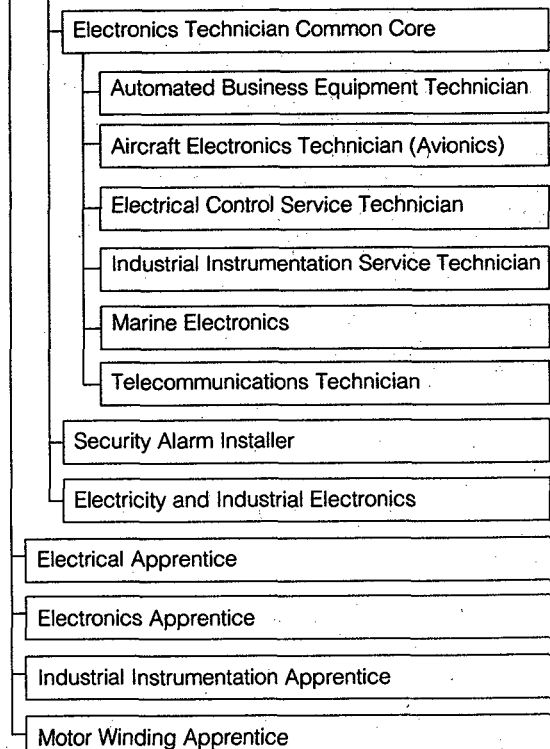 Electronics Technician Common Core
Automated Business Equipment Technician
Aircraft Electronics Technician (Avionics)
Electrical Control Service Technician
Industrial Instrumentation Service Technician
Marine Electronics
Telecommunications Technician
Security Alarm Installer
Electricity and Industrial Electronics
Electrical Apprentice
Electronics Apprentice
Industrial Instrumentation Apprentice
Motor Winding Apprentice